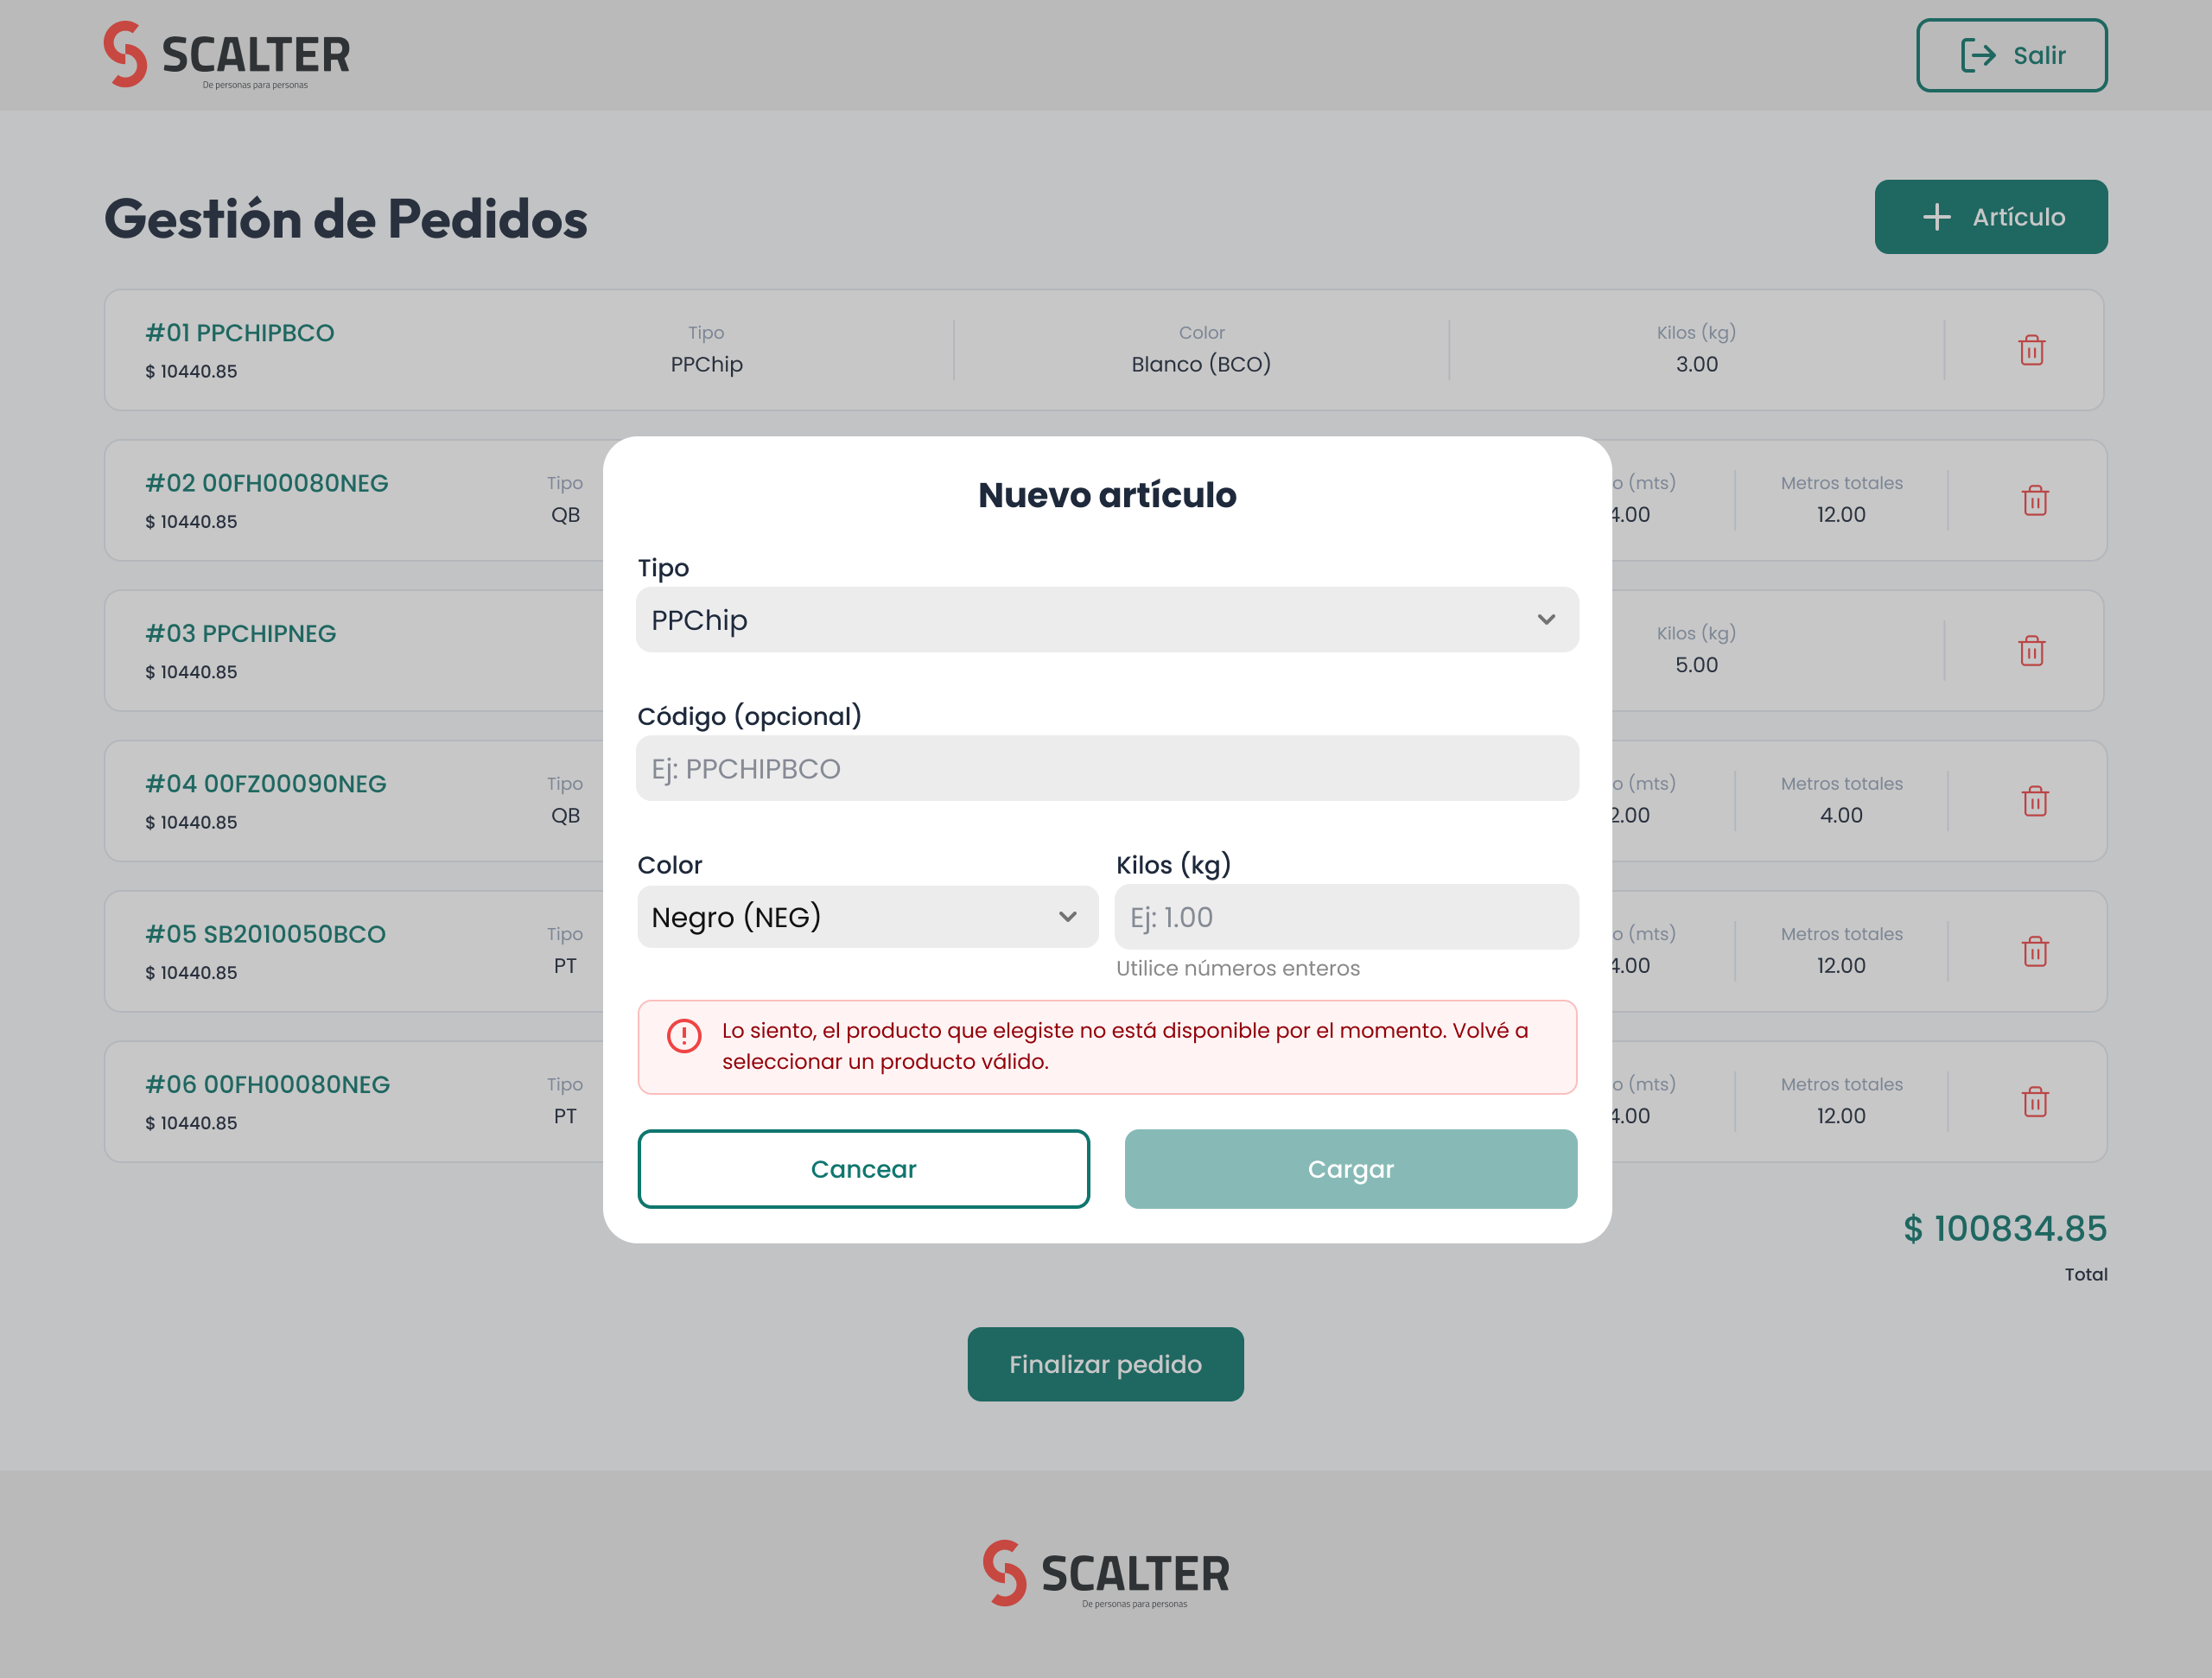 SCALTER
De personas para personas
Salir
Gestión de Pedidos
Artículo
#01 PPCHIPBCO
$ 10440.85
Tipo
PPChip
Color
Blanco (BCO)
Kilos (kg)
3.00
#02 00FH00080NEG
$ 10440.85
Tipo
QB
o (mts)
4.00
Metros totales
12.00
#03 PPCHIPNEG
$ 10440.85
Kilos (kg)
5.00
#04 00FZ00090NEG
$ 10440.85
Tipo
QB
o (mts)
2.00
Metros totales
4.00
#05 SB2010050BCO
$ 10440.85
Tipo
PT
o (mts)
4.00
Metros totales
12.00
#06 00FH00080NEG
$ 10440.85
Tipo
PT
o (mts)
4.00
Metros totales
12.00
Nuevo artículo
Tipo
PPChip
Código (opcional)
Ej: PPCHIPBCO
Color
Negro (NEG)
Kilos (kg)
Ej: 1.00
Utilice números enteros
Lo siento, el producto que elegiste no está disponible por el momento. Volvé a
seleccionar un producto válido.
Cancear
Cargar
$ 100834.85
Total
Finalizar pedido
SCALTER
De personas para personas